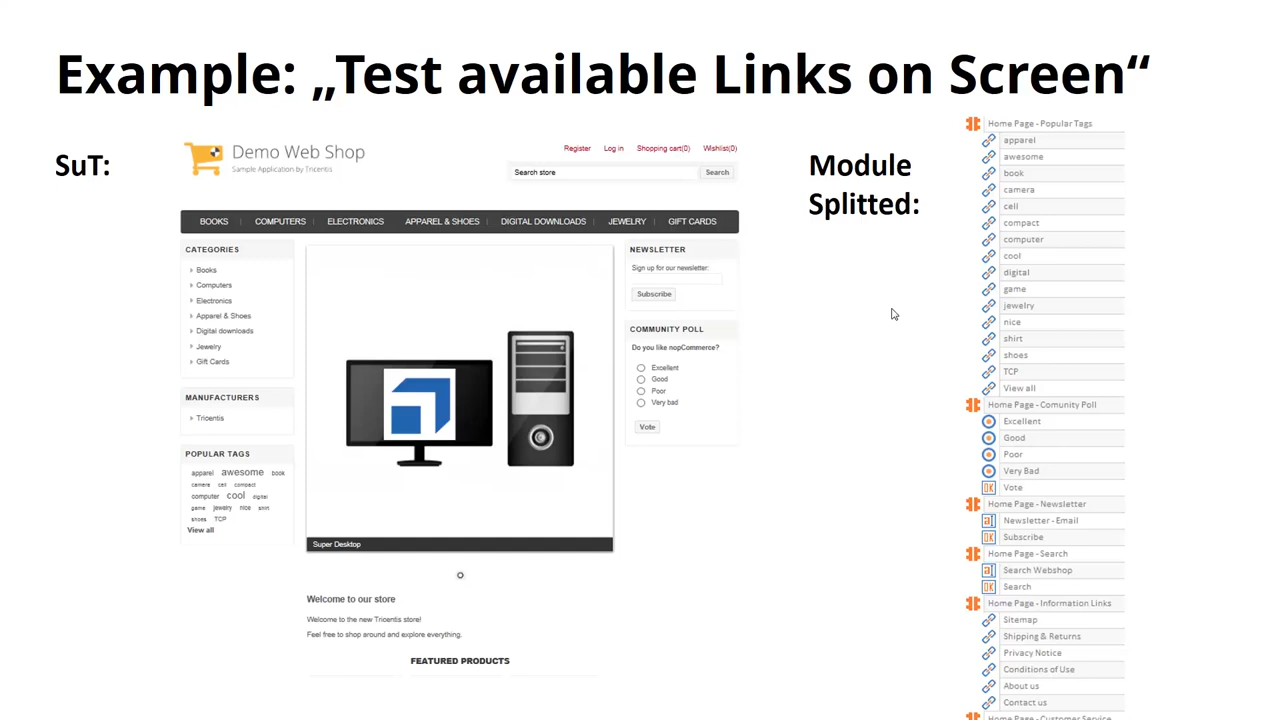 Example: „Test available Links on Screen“
SuT:
Demo Web Shop
Sample Application by Tricentis
Register
Log in
Shopping cart(0)
Wishlist(0)
Search store
Search
BOOKS
COMPUTERS
ELECTRONICS
APPAREL & SHOES
DIGITAL DOWNLOADS
JEWELRY
GIFT CARDS
CATEGORIES
Books
Computers
Electronics
Apparel & Shoes
Digital downloads
Jewelry
Gift Cards
MANUFACTURERS
Tricentis
POPULAR TAGS
apparel awesome book
camera cell compact
computer cool digital
game jewelry nice shirt
shoes TCP
View all
Super Desktop
Welcome to our store
Welcome to the new Tricentis store!
Feel free to shop around and explore everything.
FEATURED PRODUCTS
NEWSLETTER
Sign up for our newsletter:
Subscribe
COMMUNITY POLL
Do you like nopCommerce?
Excellent
Good
Poor
Very bad
Vote
Module
Splitted:
Home Page - Popular Tags
apparel
awesome
book
camera
cell
compact
computer
cool
digital
game
jewelry
nice
shirt
shoes
TCP
View all
Home Page - Comunity Poll
Excellent
Good
Poor
Very Bad
OK Vote
Home Page - Newsletter
a Newsletter - Email
OK Subscribe
Home Page - Search
a Search Webshop
OK Search
Home Page - Information Links
Sitemap
Shipping & Returns
Privacy Notice
Conditions of Use
About us
Contact us
Home Page - Customer Service